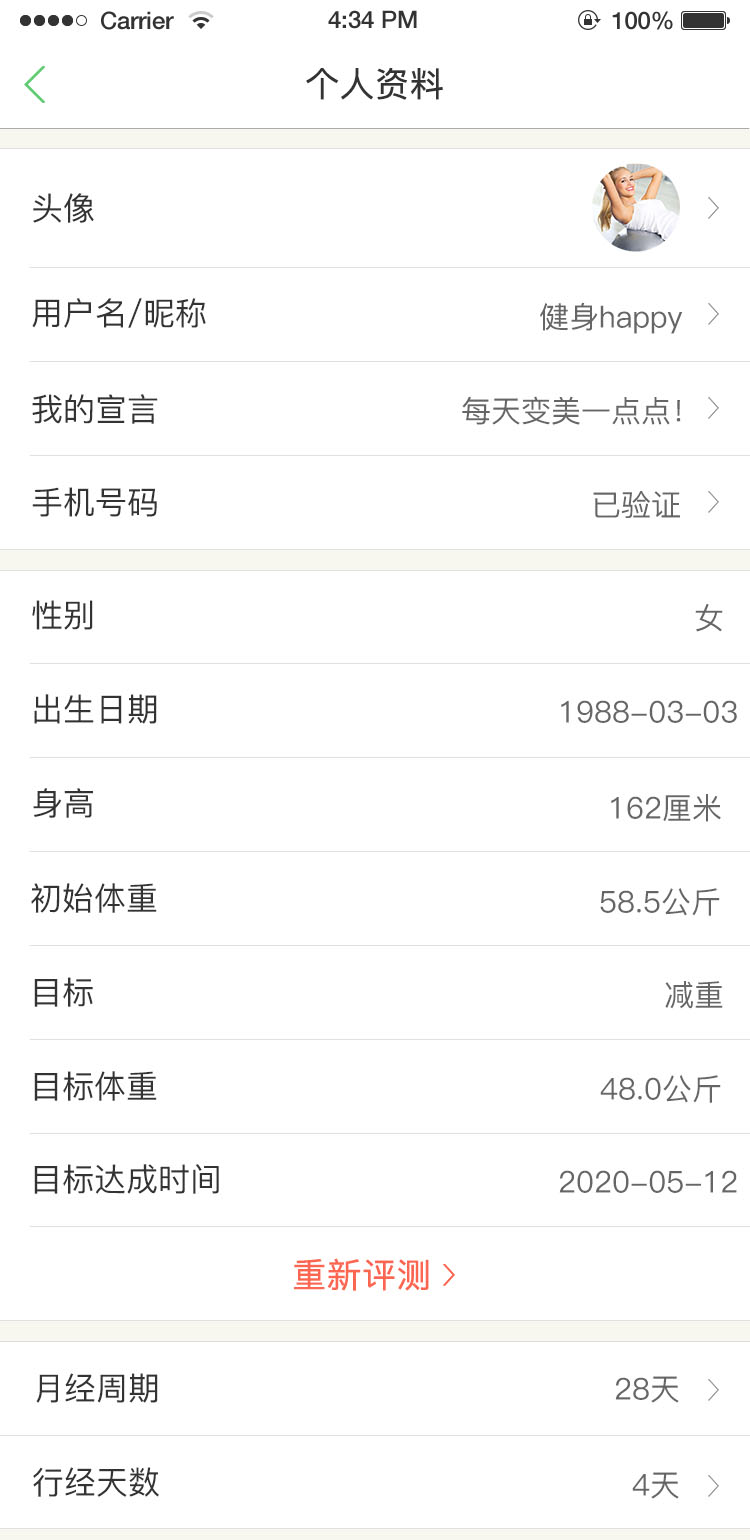 Carrier 4:34 PM 100%
个人资料
头像
用户名/昵称 健身happy
我的宣言 每天变美一点点！
手机号码 已验证
性别 女
出生日期 1988-03-03
身高 162厘米
初始体重 58.5公斤
目标 减重
目标体重 48.0公斤
目标达成时间 2020-05-12
重新评测
月经周期 28天
行经天数 4天